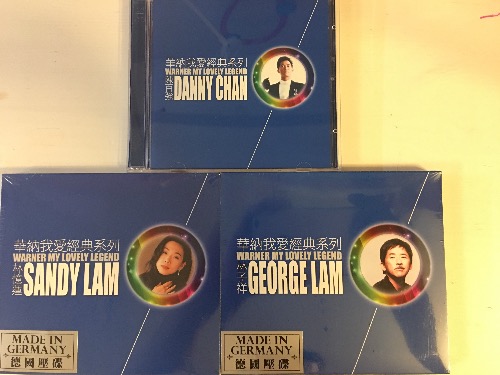 華納我愛經典系列
WARNER MY LOVELY LEGEND
陳百強
DANNY CHAN
華納我愛經典系列
WARNER MY LOVELY LEGEND
林憶蓮
SANDY LAM
MADE IN
GERMANY
德國壓碟
華納我愛經典系列
WARNER MY LOVELY LEGEND
林子祥
GEORGE LAM
MADE IN
GERMANY
德國壓碟